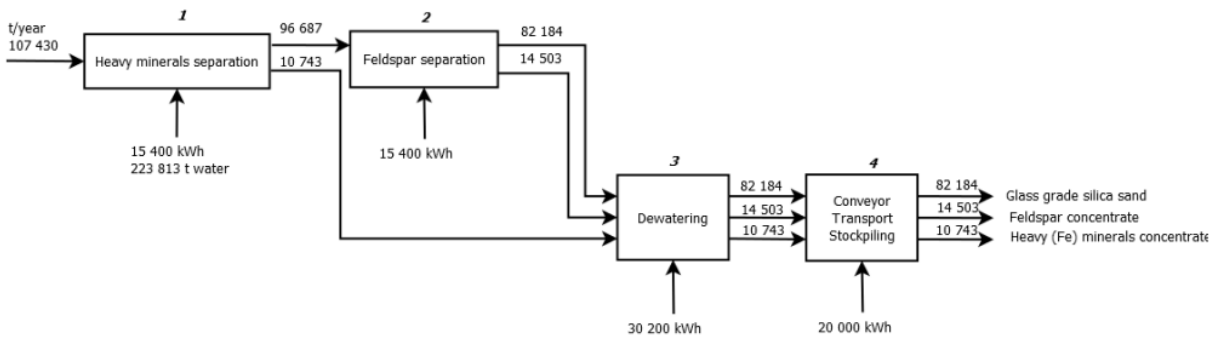 t/year
107 430
1
Heavy minerals separation
96 687
10 743
15 400 kWh
223 813 t water
2
Feldspar separation
82 184
14 503
15 400 kWh
3
Dewatering
82 184
14 503
10 743
30 200 kWh
4
Conveyor
Transport
Stockpiling
82 184
14 503
10 743
20 000 kWh
Glass grade silica sand
Feldspar concentrate
Heavy (Fe) minerals concentrate